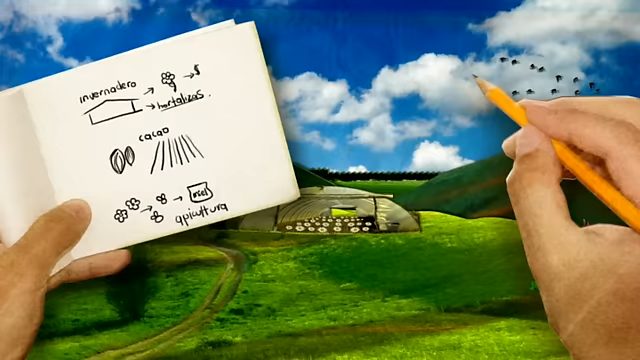 invernadero
hortalizas.
cacao
miel
apicultura